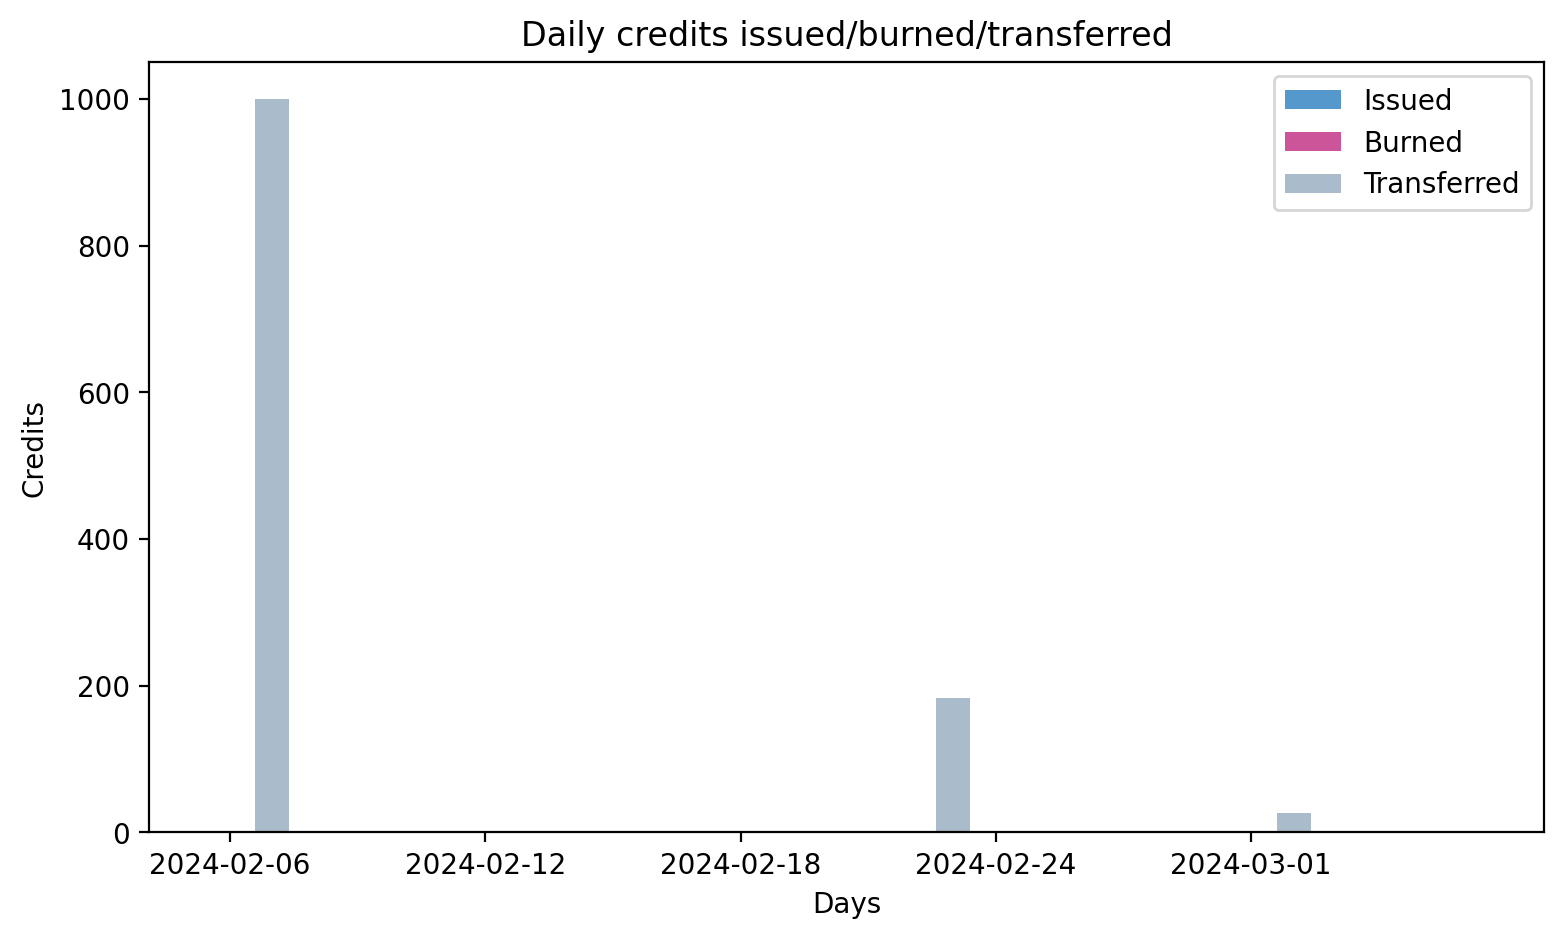 Daily credits issued/burned/transferred
Issued
Burned
Transferred
1000
800
600
400
200
0
Credits
2024-02-06
2024-02-12
2024-02-18
2024-02-24
2024-03-01
Days